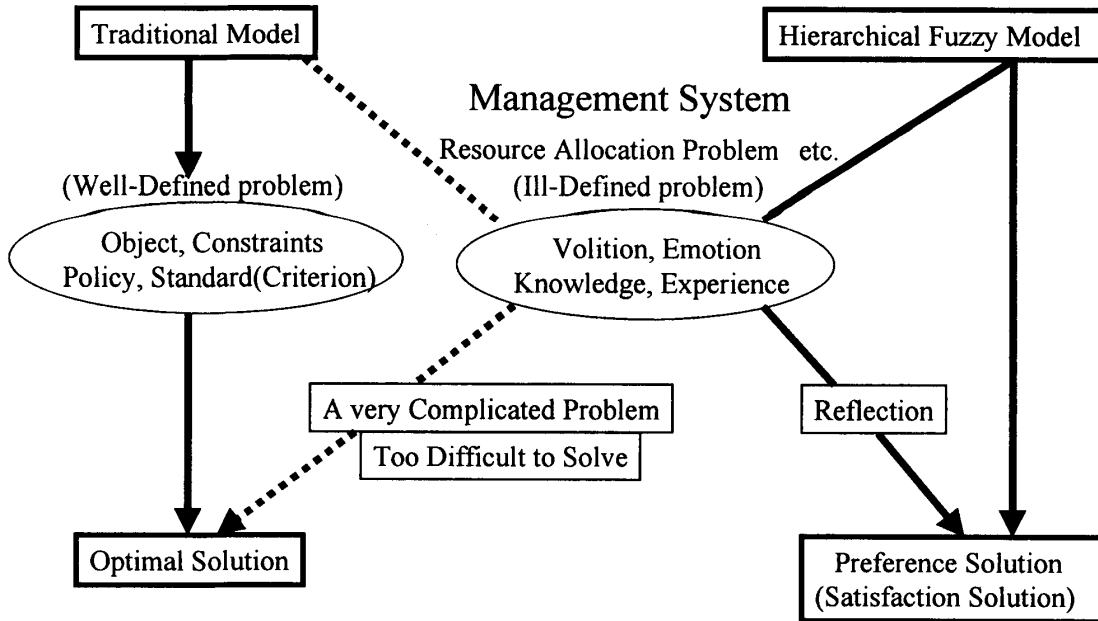 Traditional Model
Hierarchical Fuzzy Model
Management System
Resource Allocation Problem etc.
(Well-Defined problem)
(Ill-Defined problem)
Object, Constraints
Policy, Standard(Criterion)
Volition, Emotion
Knowledge, Experience
A very Complicated Problem
Too Difficult to Solve
Reflection
Optimal Solution
Preference Solution
(Satisfaction Solution)